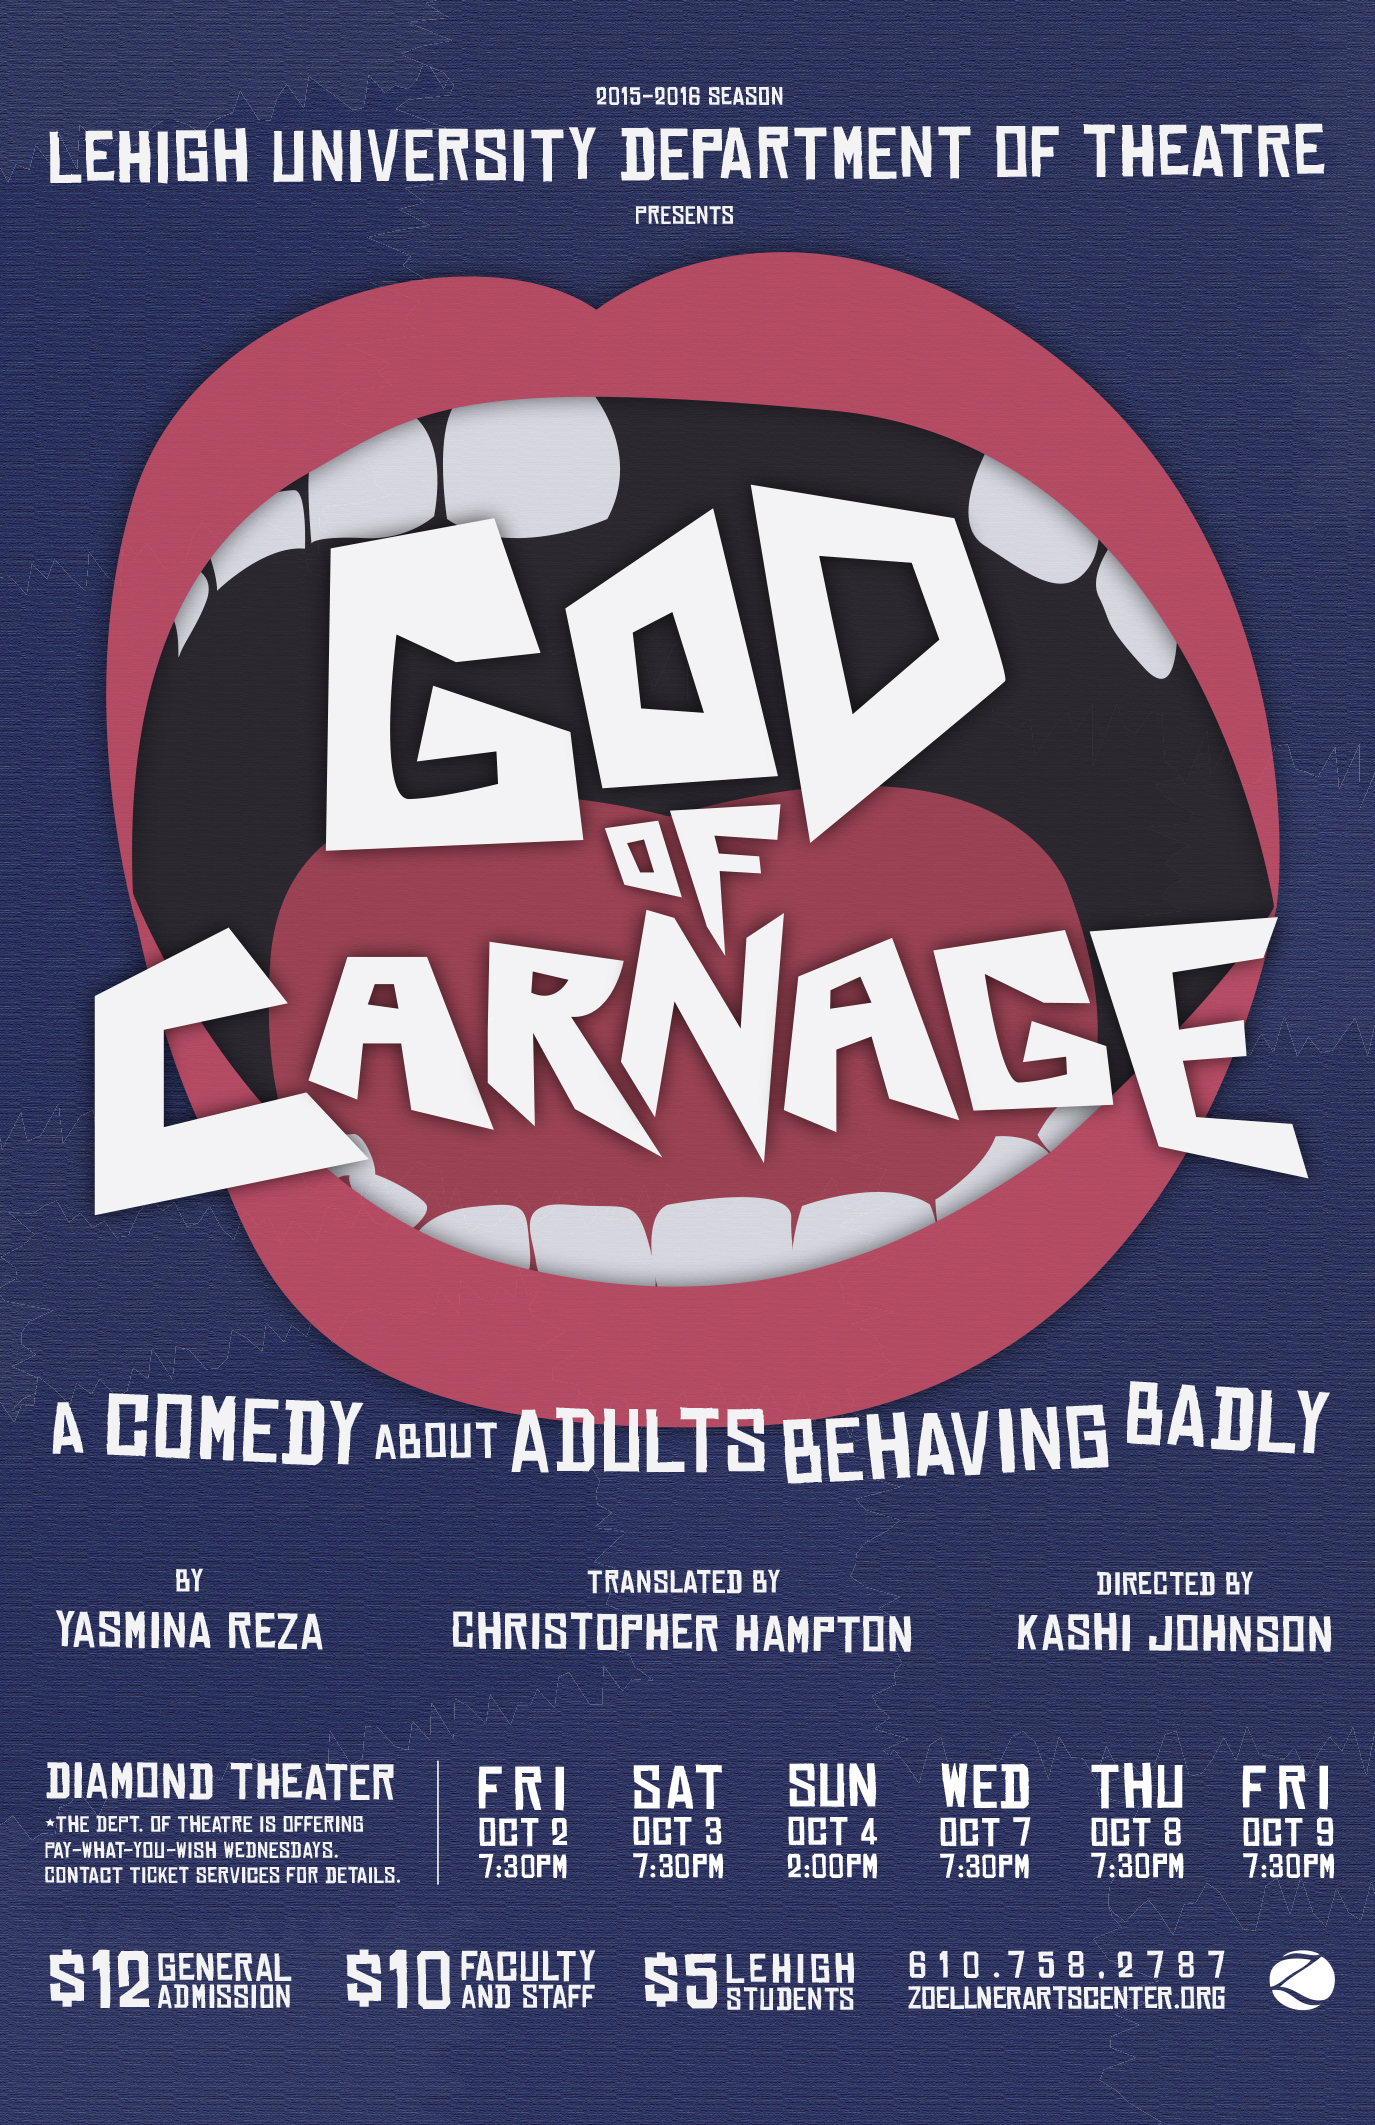 2015-2016 SEASON
LEHIGH UNIVERSITY DEPARTMENT OF THEATRE
PRESENTS
GOD
OF
CARNAGE
A COMEDY ABOUT ADULTS BEHAVING BADLY
BY
YASMINA REZA
TRANSLATED BY
CHRISTOPHER HAMPTON
DIRECTED BY
KASHI JOHNSON
DIAMOND THEATER
*THE DEPT. OF THEATRE IS OFFERING
PAY-WHAT-YOU-WISH WEDNESDAYS.
CONTACT TICKET SERVICES FOR DETAILS.
FRI
OCT 2
7:30PM
SAT
OCT 3
7:30PM
SUN
OCT 4
2:00PM
WED
OCT 7
7:30PM
THU
OCT 8
7:30PM
FRI
OCT 9
7:30PM
$12 GENERAL
ADMISSION
$10 FACULTY
AND STAFF
$5 LEHIGH
STUDENTS
610.758.2787
ZOELLNERARTSCENTER.ORG